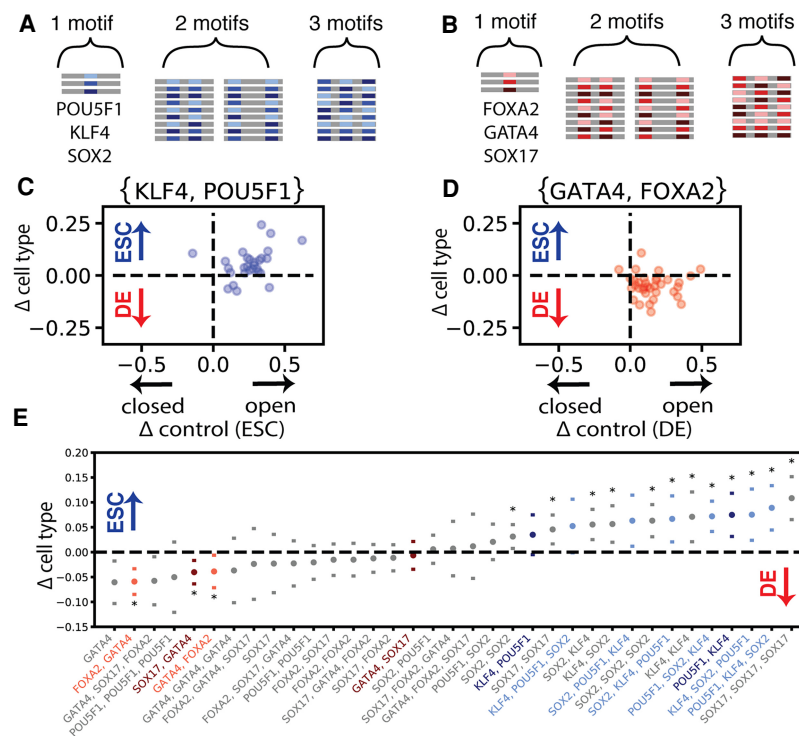 A
1 motif
2 motifs
3 motifs
POU5F1
KLF4
SOX2
B
1 motif
2 motifs
3 motifs
FOXA2
GATA4
SOX17
C
{KLF4, POU5F1}
Δ cell type
0.25
0.00
−0.25
ESC
DE
−0.5
0.0
0.5
closed
open
Δ control (ESC)
D
{GATA4, FOXA2}
Δ cell type
0.25
0.00
−0.25
ESC
DE
−0.5
0.0
0.5
closed
open
Δ control (DE)
E
Δ cell type
0.20
0.15
0.10
0.05
0.00
−0.05
−0.10
−0.15
ESC
DE
* * * * * * * * * * * * * *
GATA4
FOXA2, GATA4
GATA4, SOX17, FOXA2
POU5F1, POU5F1, POU5F1
SOX17, GATA4
GATA4, FOXA2
GATA4, GATA4, GATA4
FOXA2, GATA4, SOX17
SOX17
FOXA2, SOX17, GATA4
POU5F1, POU5F1
FOXA2, SOX17
FOXA2, FOXA2
SOX17, GATA4, FOXA2
SOX17, FOXA2
GATA4, SOX17
SOX2, POU5F1
SOX17, FOXA2, GATA4
GATA4, FOXA2, SOX17
POU5F1, SOX2
SOX2, SOX2
KLF4, POU5F1
SOX17, SOX17
KLF4, POU5F1, SOX2
SOX2, KLF4
KLF4, SOX2
SOX2, POU5F1, KLF4
SOX2, SOX2, SOX2
SOX2, KLF4, POU5F1
KLF4, KLF4
POU5F1, SOX2, KLF4
POU5F1, KLF4
KLF4, SOX2, POU5F1
POU5F1, KLF4, SOX2
SOX17, SOX17, SOX17